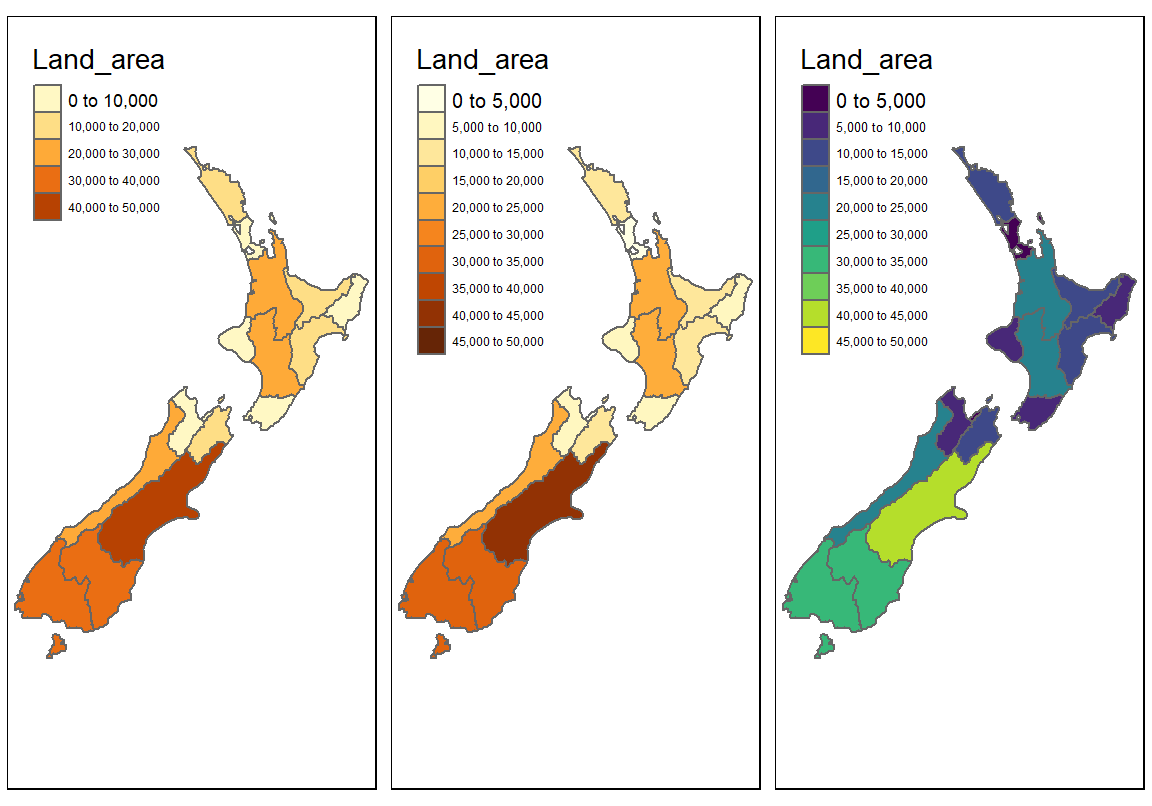 Land_area
0 to 10,000
10,000 to 20,000
20,000 to 30,000
30,000 to 40,000
40,000 to 50,000
Land_area
0 to 5,000
5,000 to 10,000
10,000 to 15,000
15,000 to 20,000
20,000 to 25,000
25,000 to 30,000
30,000 to 35,000
35,000 to 40,000
40,000 to 45,000
45,000 to 50,000
Land_area
0 to 5,000
5,000 to 10,000
10,000 to 15,000
15,000 to 20,000
20,000 to 25,000
25,000 to 30,000
30,000 to 35,000
35,000 to 40,000
40,000 to 45,000
45,000 to 50,000